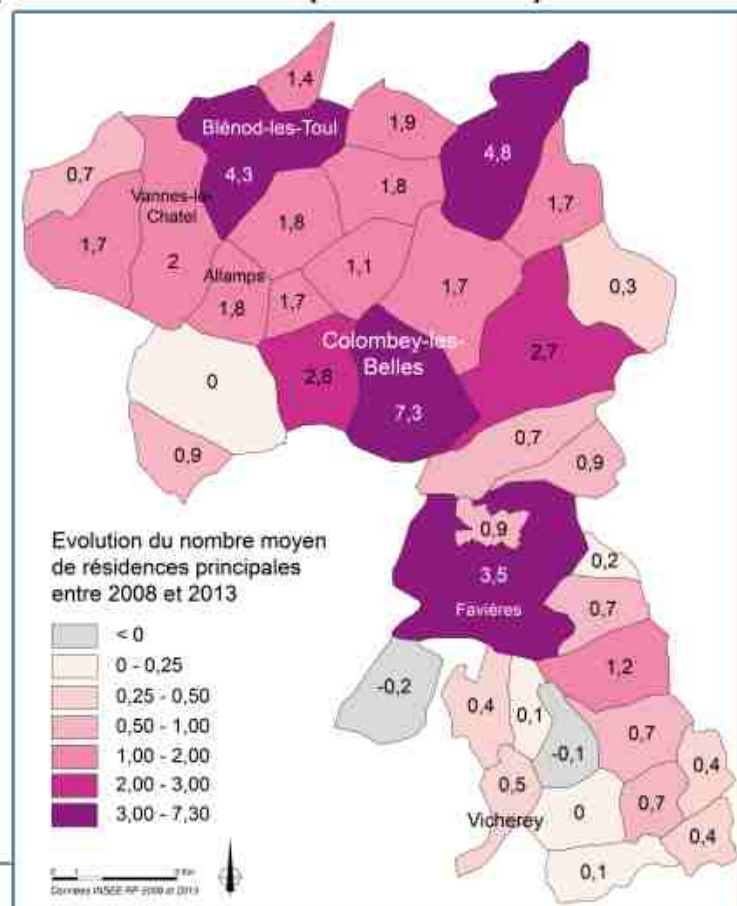 1,4
Blénod-les-Toul
1,9
4,8
0,7
4,3
1,8
1,7
Vannes-le-
Chatel
1,8
1,7
2
Allamps
1,1
0,3
1,8
1,7
1,7
Colombey-les-
Belles
2,7
0
2,8
7,3
0,9
0,7
0,9
0,9
3,5
0,2
Favières
0,7
Evolution du nombre moyen
de résidences principales
entre 2008 et 2013
< 0
0 - 0,25
0,25 - 0,50
0,50 - 1,00
1,00 - 2,00
2,00 - 3,00
3,00 - 7,30
1,2
-0,2
0,4
0,1
-0,1
0,7
0,4
0,5
0
0,7
Vicherey
0,4
0,1
Données INSEE RP 2008 et 2013